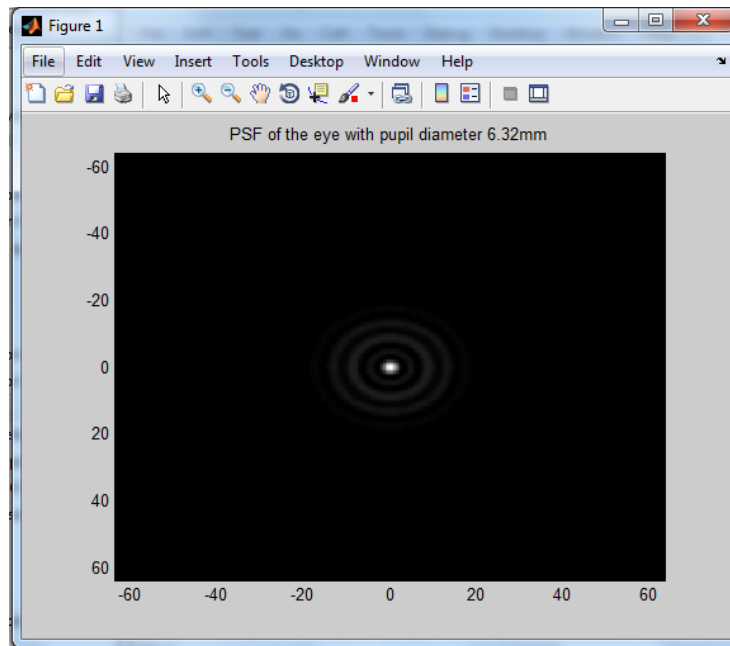 Figure 1
File Edit View Insert Tools Desktop Window Help
PSF of the eye with pupil diameter 6.32mm
-60
-40
-20
0
20
40
60
-60 -40 -20 0 20 40 60